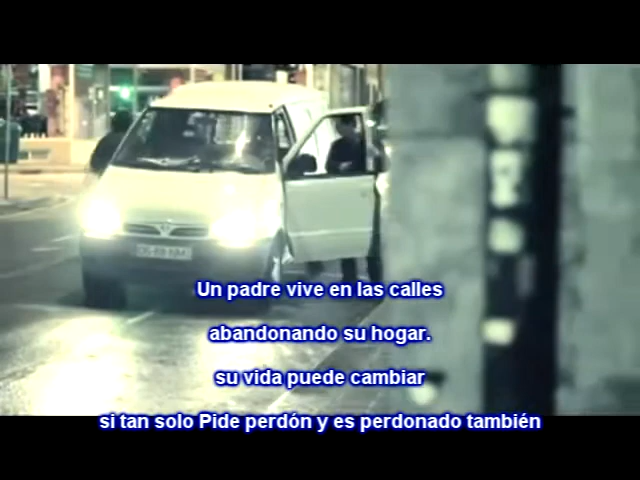 Un padre vive en las calles
abandonando su hogar.
su vida puede cambiar
si tan solo Pide perdón y es perdonado también